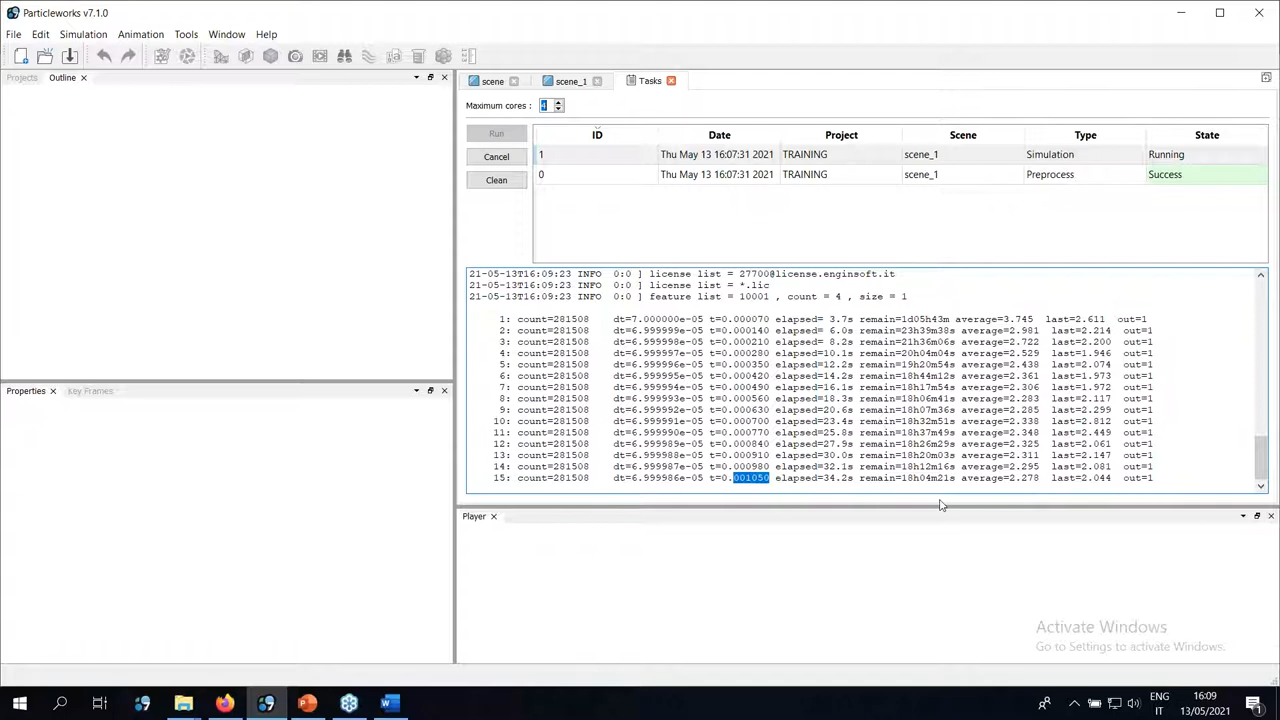 Particleworks v7.1.0
File Edit Simulation Animation Tools Window Help
Projects Outline
scene scene_1 Tasks
Maximum cores : 4
Run
Cancel
Clean
ID Date Project Scene Type State
1 Thu May 13 16:07:31 2021 TRAINING scene_1 Simulation Running
0 Thu May 13 16:07:31 2021 TRAINING scene_1 Preprocess Success
21-05-13T16:09:23 INFO 0:0 ] license list = 27700@license.enginsoft.it
21-05-13T16:09:23 INFO 0:0 ] license list = *.lic
21-05-13T16:09:23 INFO 0:0 ] feature list = 10001 , count = 4 , size = 1
1: count=281508 dt=7.000000e-05 t=0.000070 elapsed= 3.7s remain=1d05h43m average=3.745 last=2.611 out=1
2: count=281508 dt=6.999999e-05 t=0.000140 elapsed= 6.0s remain=23h39m38s average=2.981 last=2.214 out=1
3: count=281508 dt=6.999998e-05 t=0.000210 elapsed= 8.2s remain=21h36m06s average=2.722 last=2.200 out=1
4: count=281508 dt=6.999997e-05 t=0.000280 elapsed=10.1s remain=20h04m04s average=2.529 last=1.946 out=1
5: count=281508 dt=6.999996e-05 t=0.000350 elapsed=12.2s remain=19h20m54s average=2.438 last=2.074 out=1
6: count=281508 dt=6.999995e-05 t=0.000420 elapsed=14.2s remain=18h44m12s average=2.361 last=1.973 out=1
7: count=281508 dt=6.999994e-05 t=0.000490 elapsed=16.1s remain=18h17m54s average=2.306 last=1.972 out=1
8: count=281508 dt=6.999993e-05 t=0.000560 elapsed=18.3s remain=18h06m41s average=2.283 last=2.117 out=1
9: count=281508 dt=6.999992e-05 t=0.000630 elapsed=20.6s remain=18h07m36s average=2.285 last=2.299 out=1
10: count=281508 dt=6.999991e-05 t=0.000700 elapsed=23.4s remain=18h32m51s average=2.338 last=2.812 out=1
11: count=281508 dt=6.999990e-05 t=0.000770 elapsed=25.8s remain=18h37m49s average=2.348 last=2.449 out=1
12: count=281508 dt=6.999989e-05 t=0.000840 elapsed=27.9s remain=18h26m29s average=2.325 last=2.061 out=1
13: count=281508 dt=6.999988e-05 t=0.000910 elapsed=30.0s remain=18h20m03s average=2.311 last=2.147 out=1
14: count=281508 dt=6.999987e-05 t=0.000980 elapsed=32.1s remain=18h12m16s average=2.295 last=2.081 out=1
15: count=281508 dt=6.999986e-05 t=0.001050 elapsed=34.2s remain=18h04m21s average=2.278 last=2.044 out=1
Properties Key Frames
Player
Activate Windows
Go to Settings to activate Windows.
ENG
IT
16:09
13/05/2021
1